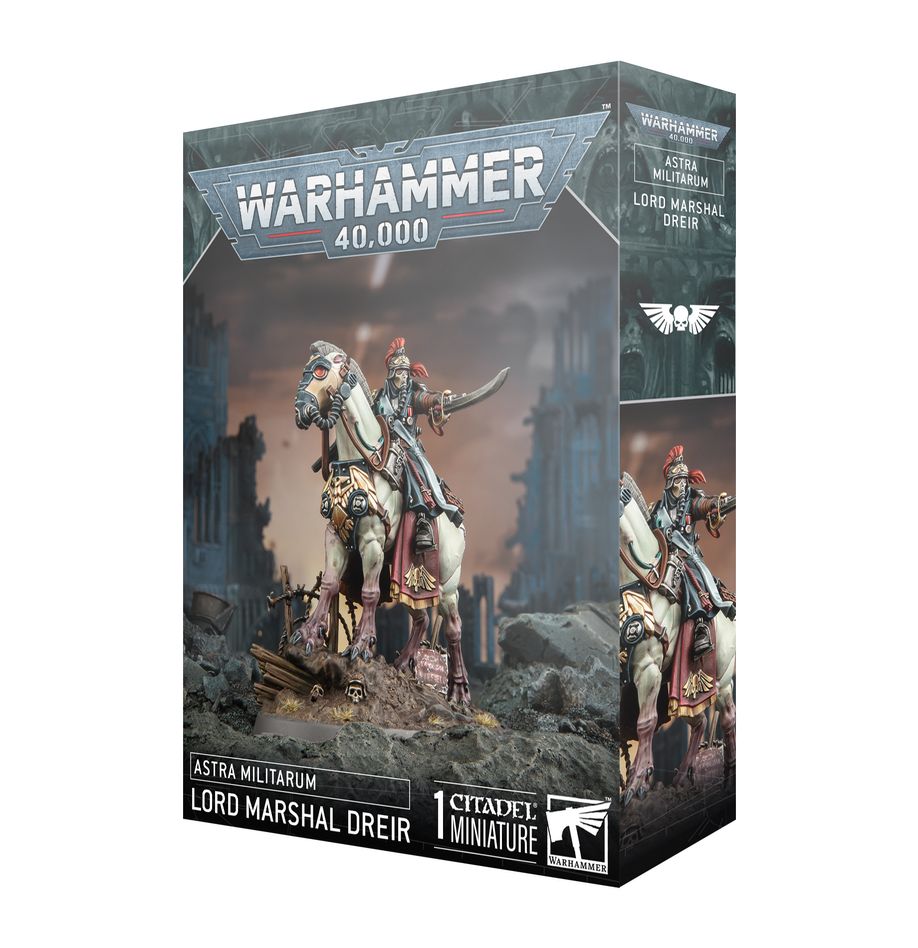 WARHAMMER
40,000
™
ASTRA MILITARUM
LORD MARSHAL DREIR
1 CITADEL®
MINIATURE
™
WARHAMMER
WARHAMMER
40,000
ASTRA
MILITARUM
LORD MARSHAL
DREIR